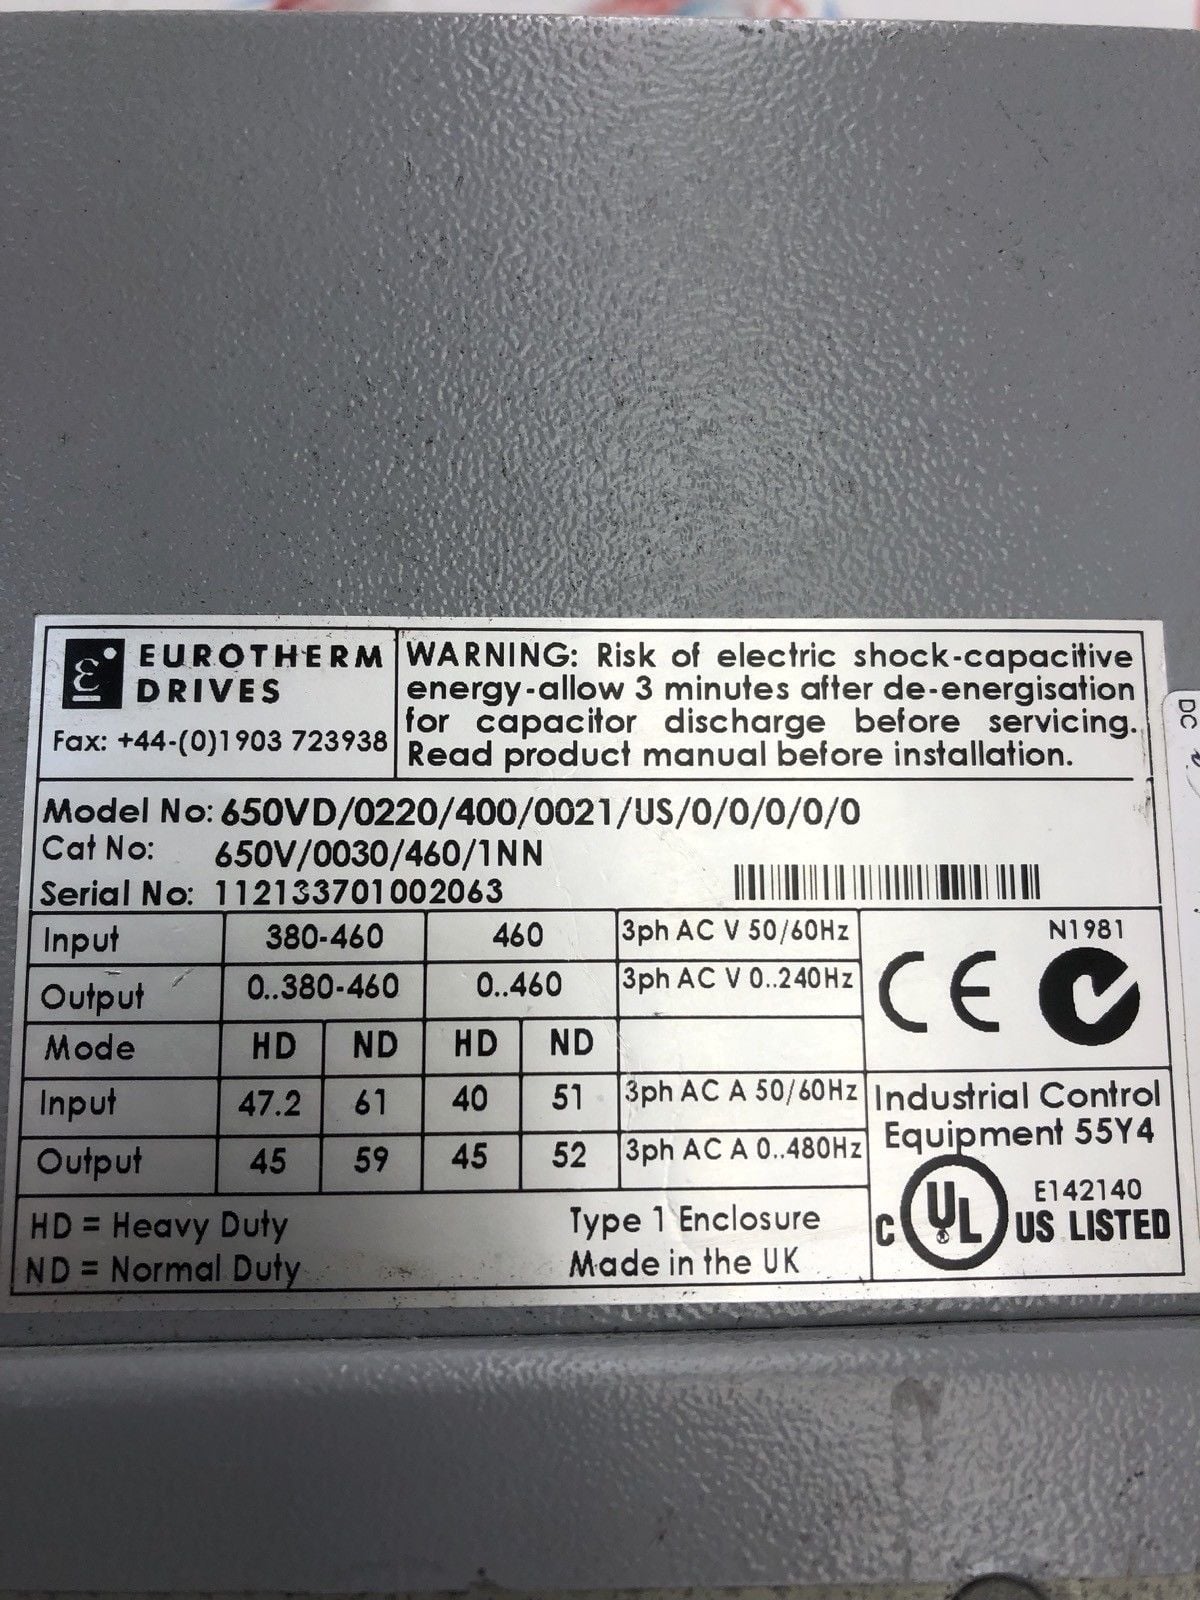 EUROTHERM
DRIVES
Fax: +44-(0)1903 723938
WARNING: Risk of electric shock-capacitive
energy-allow 3 minutes after de-energisation
for capacitor discharge before servicing.
Read product manual before installation.
Model No: 650VD/0220/400/0021/US/0/0/0/0/0
Cat No: 650V/0030/460/1NN
Serial No: 112133701002063
Input 380-460 460 3ph AC V 50/60Hz
Output 0..380-460 0..460 3ph AC V 0..240Hz
Mode HD ND HD ND
Input 47.2 61 40 51 3ph AC A 50/60Hz
Output 45 59 45 52 3ph AC A 0..480Hz
HD = Heavy Duty Type 1 Enclosure
ND = Normal Duty Made in the UK
N1981
CE
Industrial Control
Equipment 55Y4
E142140
C UL US LISTED
DC